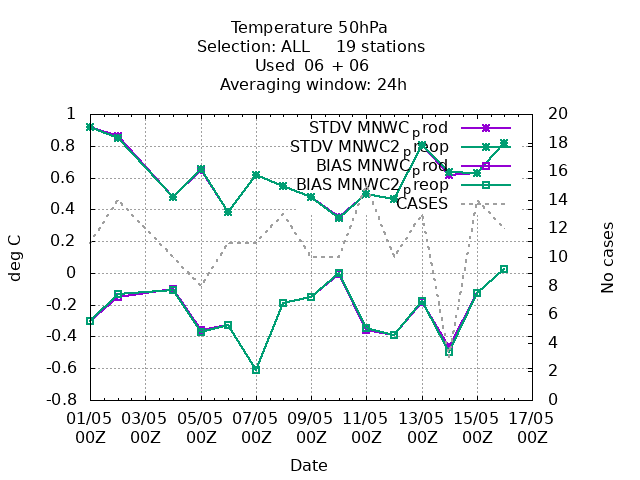 Temperature 50hPa
Selection: ALL     19 stations
Used  06 + 06
Averaging window: 24h
1
0.8
0.6
0.4
0.2
0
-0.2
-0.4
-0.6
-0.8
deg C
20
18
16
14
12
10
8
6
4
2
0
No cases
STDV MNWCprod
STDV MNWC2preop
BIAS MNWCprod
BIAS MNWC2preop
CASES
01/05 03/05 05/05 07/05 09/05 11/05 13/05 15/05 17/05
00Z 00Z 00Z 00Z 00Z 00Z 00Z 00Z 00Z
Date